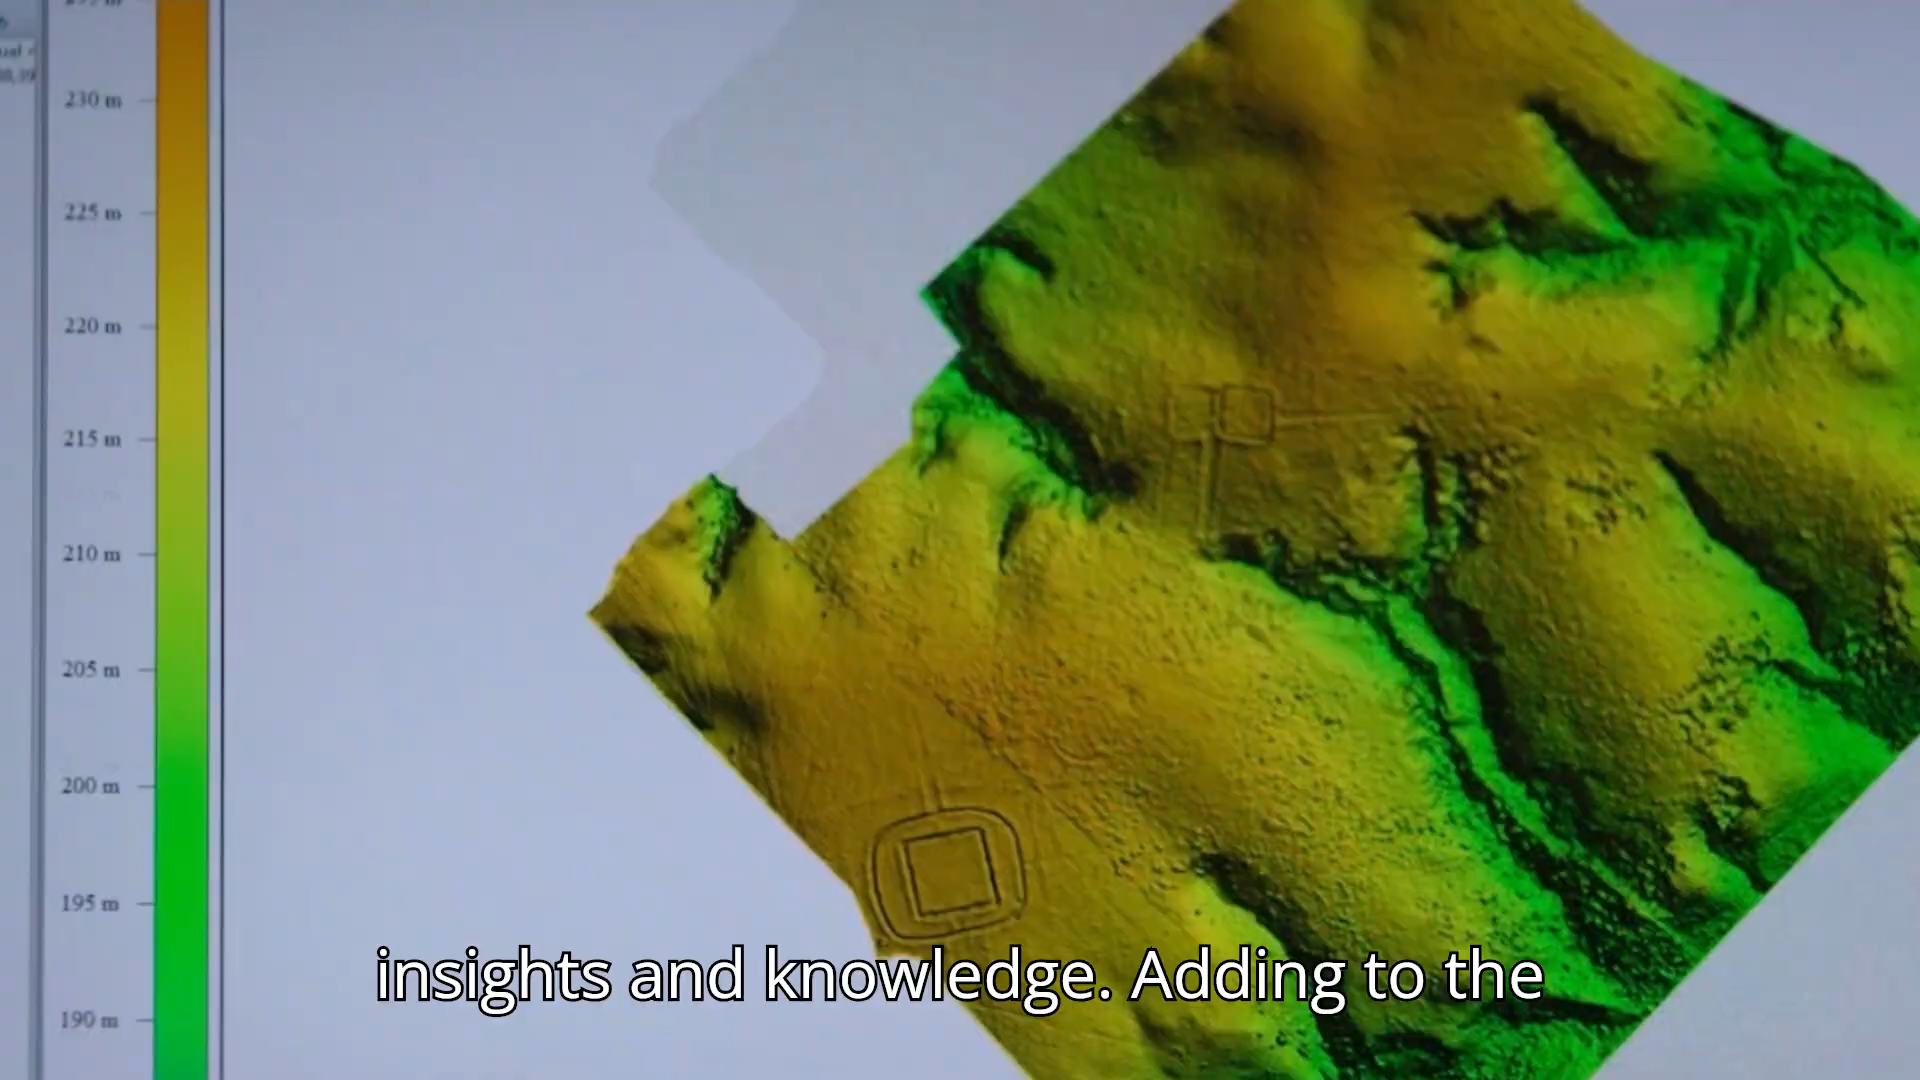 230 m
225 m
220 m
215 m
210 m
205 m
200 m
195 m
190 m
insights and knowledge. Adding to the